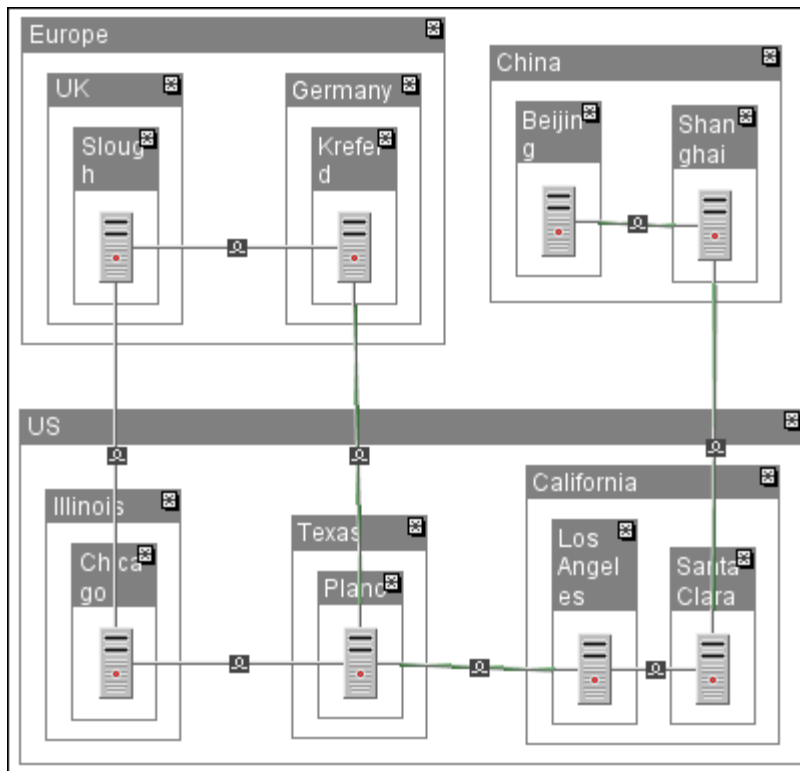 Europe
UK
Sloug
h
Germany
Krefel
d
China
Beijin
g
Shan
ghai
US
Illinois
Chica
go
Texas
Plano
California
Los
Angel
es
Santa
Clara